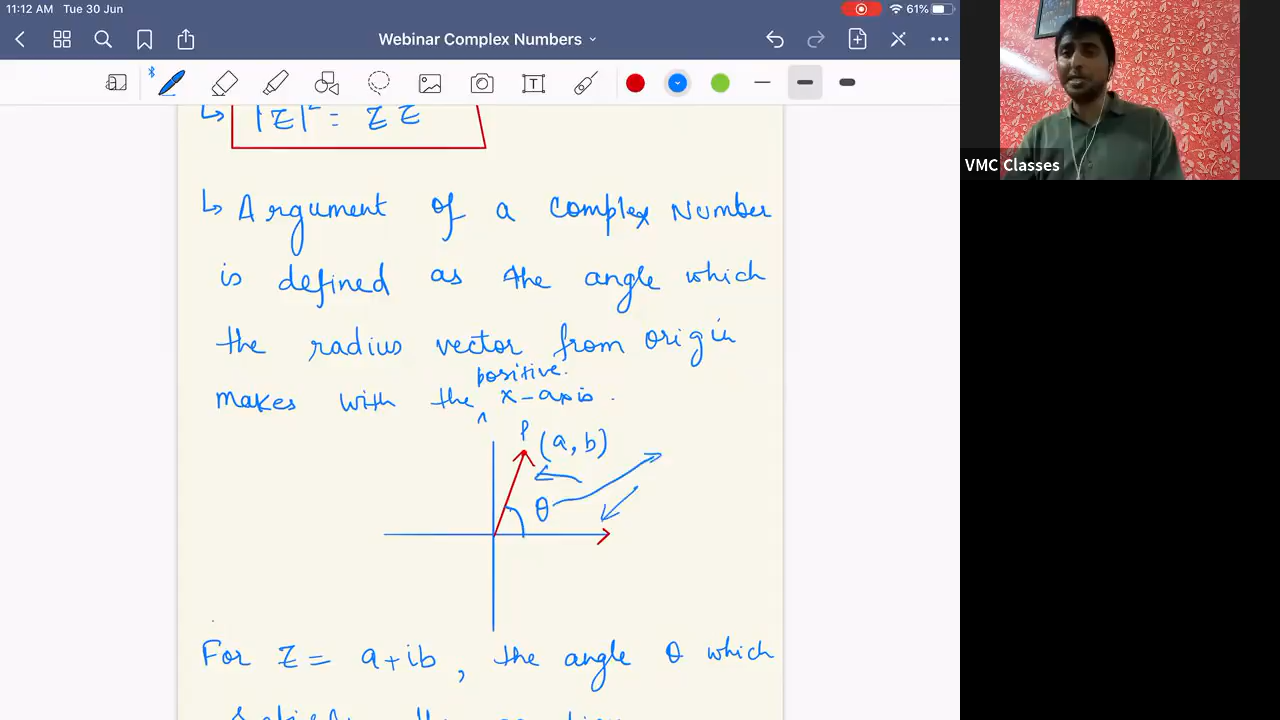 11:12 AM Tue 30 Jun
61%
Webinar Complex Numbers
VMC Classes
↳ |Z|² = Z Z
↳ Argument of a Complex Number
is defined as the angle which
the radius vector from origin
positive.
makes with the ^ x-axis.
P (a, b)
θ
For Z = a+ib, the angle θ which